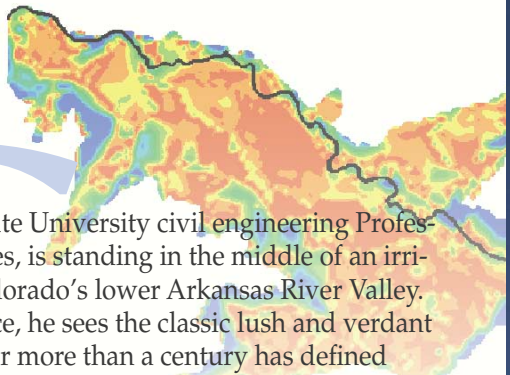 te University civil engineering Profes-
es, is standing in the middle of an irri-
lorado's lower Arkansas River Valley.
ce, he sees the classic lush and verdant
r more than a century has defined